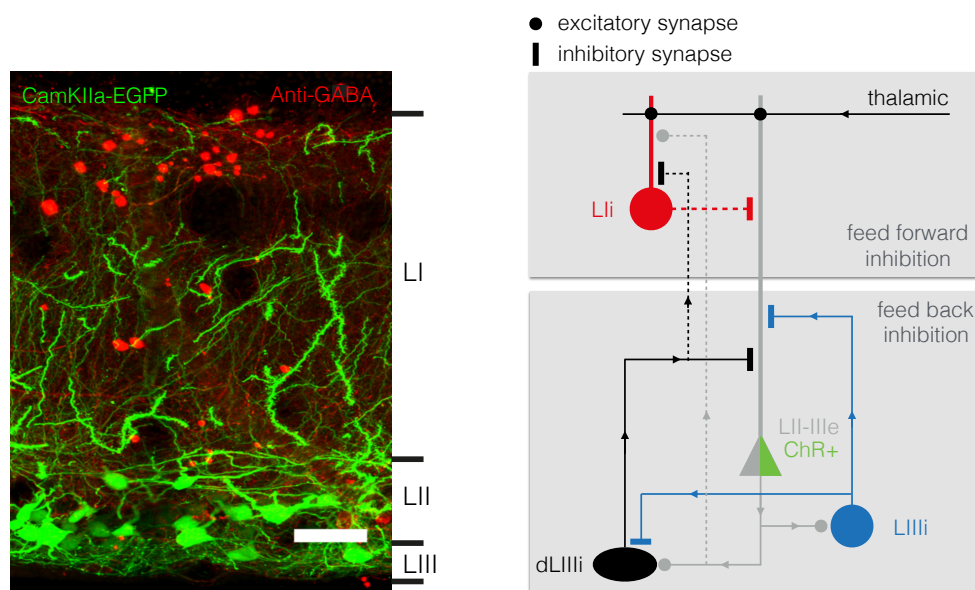 excitatory synapse
inhibitory synapse
CamKIIa-EGFP
Anti-GABA
LI
LII
LIII
thalamic
LIi
feed forward
inhibition
feed back
inhibition
LII-IIIe
ChR+
LIIIi
dLIIIi